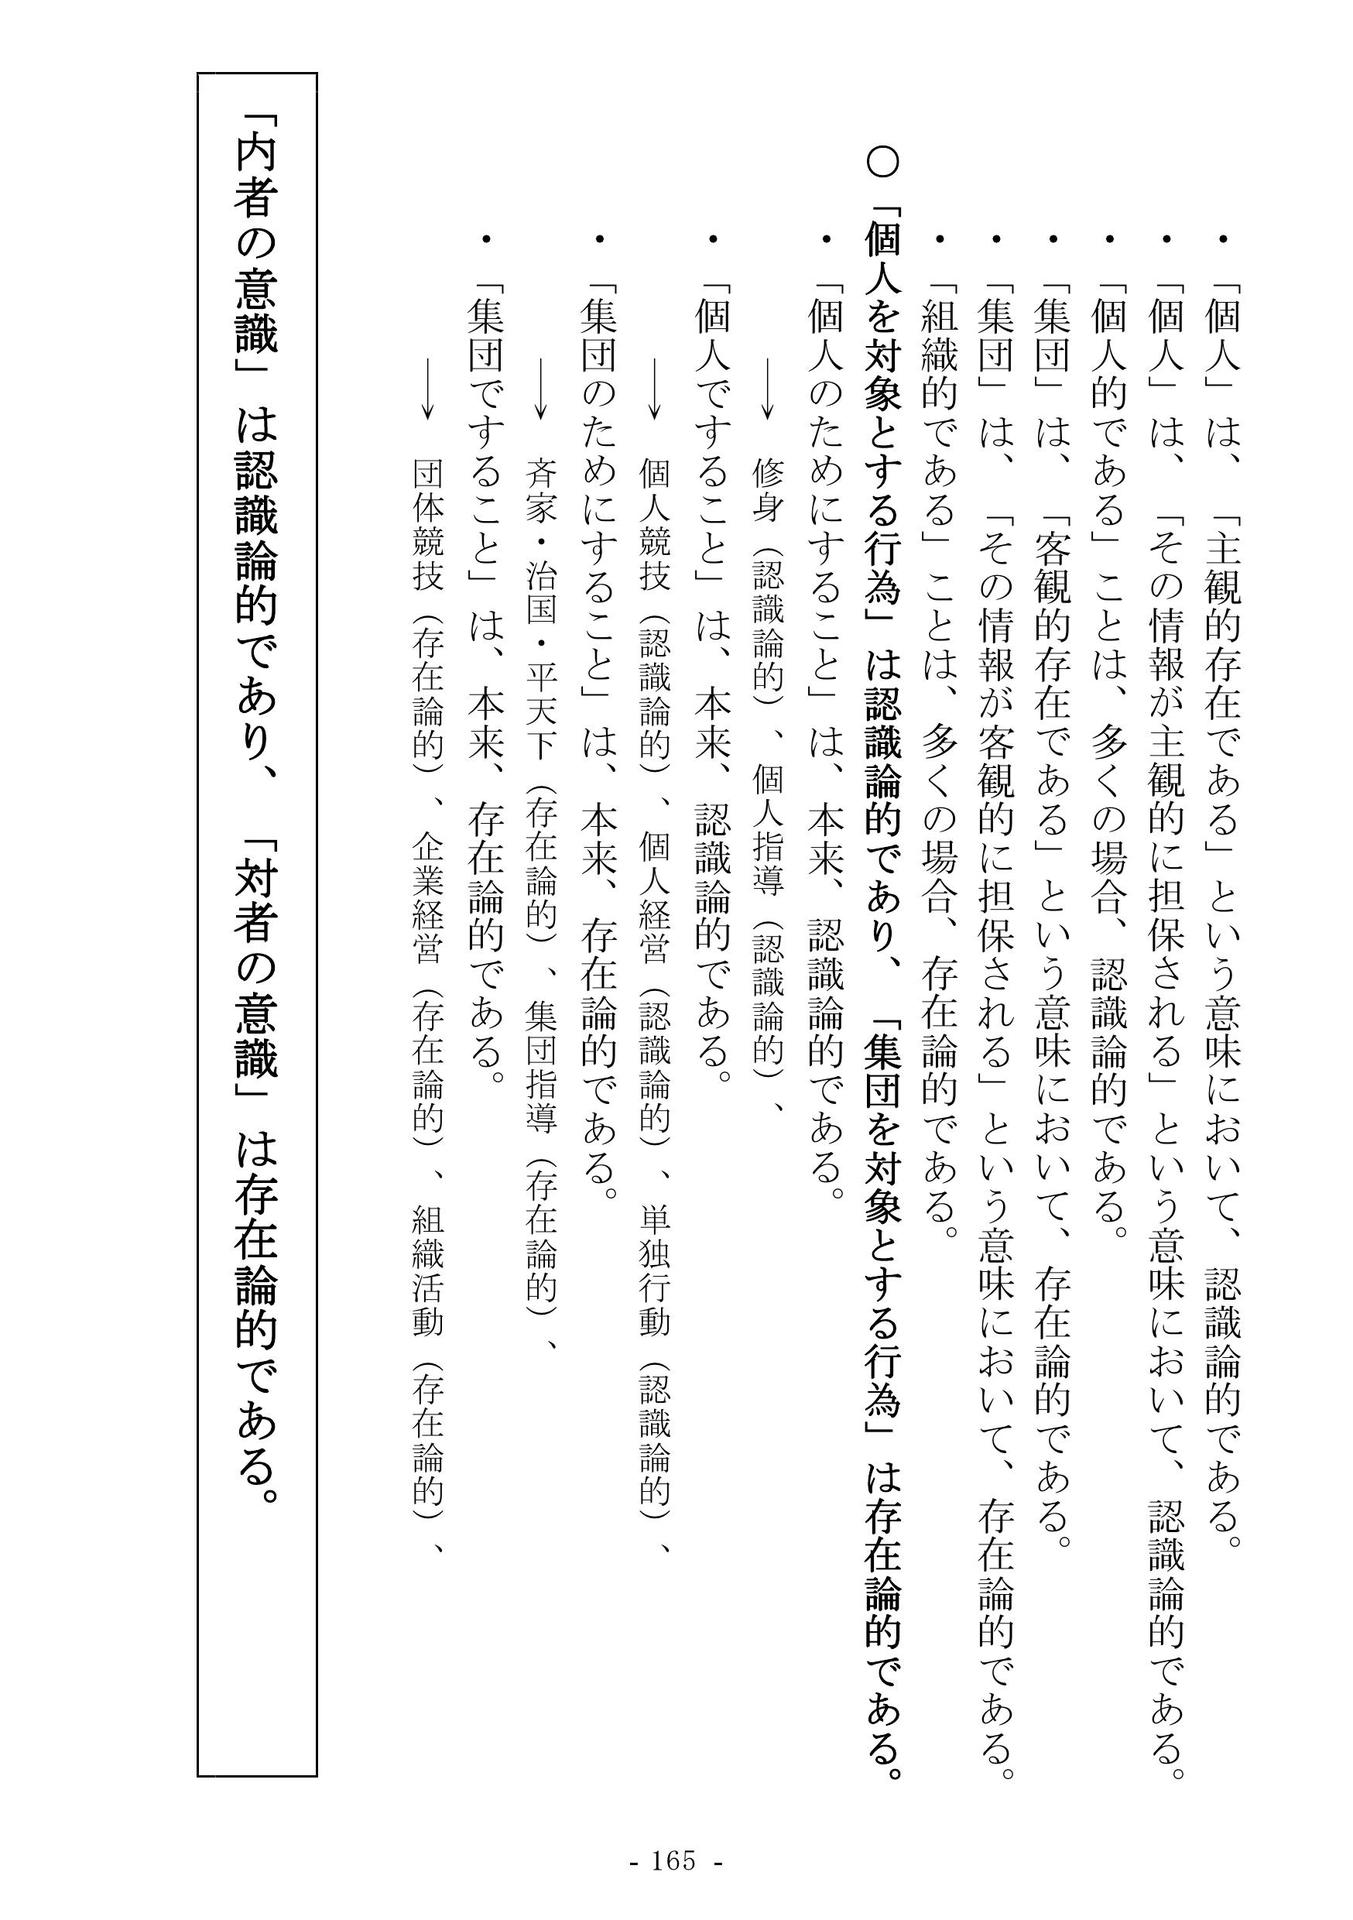 ・「個人」は、「主観的存在である」という意味において、認識論的である。
・「個人」は、「その情報が主観的に担保される」という意味において、認識論的である。
・「個人的である」ことは、多くの場合、認識論的である。
・「集団」は、「客観的存在である」という意味において、存在論的である。
・「集団」は、「その情報が客観的に担保される」という意味において、存在論的である。
・「組織的である」ことは、多くの場合、存在論的である。
〇「個人を対象とする行為」は認識論的であり、「集団を対象とする行為」は存在論的である。
・「個人のためにすること」は、本来、認識論的である。
→ 修身（認識論的）、個人指導（認識論的）、
・「個人ですること」は、本来、認識論的である。
→ 個人競技（認識論的）、個人経営（認識論的）、単独行動（認識論的）、
・「集団のためにすること」は、本来、存在論的である。
→ 斉家・治国・平天下（存在論的）、集団指導（存在論的）、
・「集団ですること」は、本来、存在論的である。
→ 団体競技（存在論的）、企業経営（存在論的）、組織活動（存在論的）、
「内者の意識」は認識論的であり、「対者の意識」は存在論的である。
- 165 -